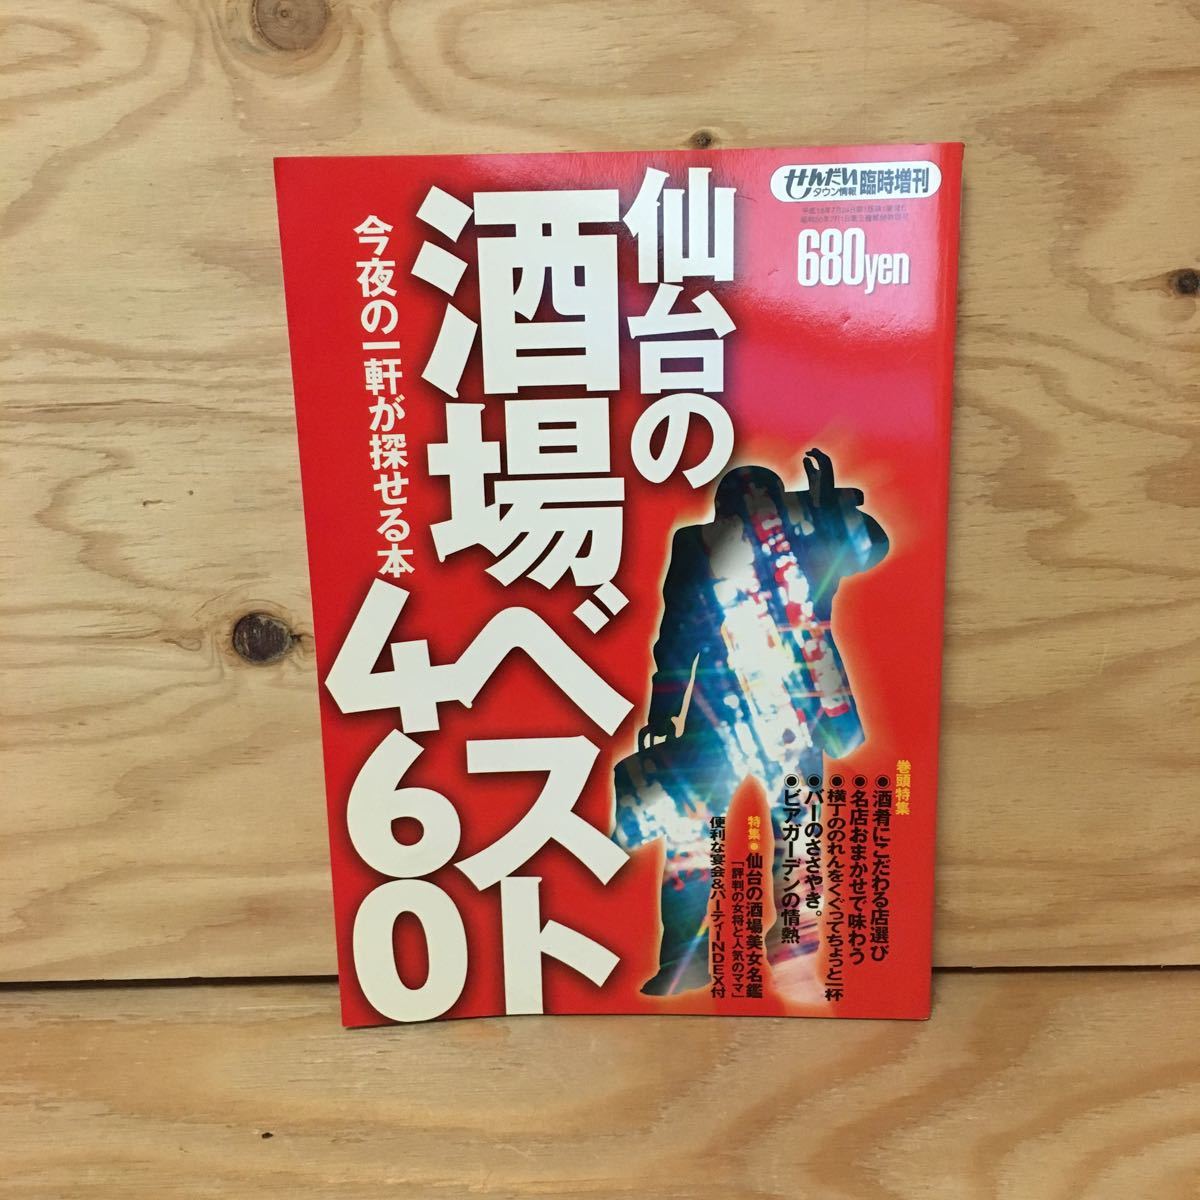 せんだい
タウン情報
臨時増刊
680yen
仙台の
酒場ベスト
460
今夜の一軒が探せる本
巻頭特集
●酒肴にこだわる店選び
●名店おまかせで味わう
●横丁ののれんをくぐってちょっと一杯
●バーのささやき。
●ビアガーデンの情熱
特集●仙台の酒場美女名鑑
「評判の女将と人気のママ」
便利な宴会&パーティーINDEX付